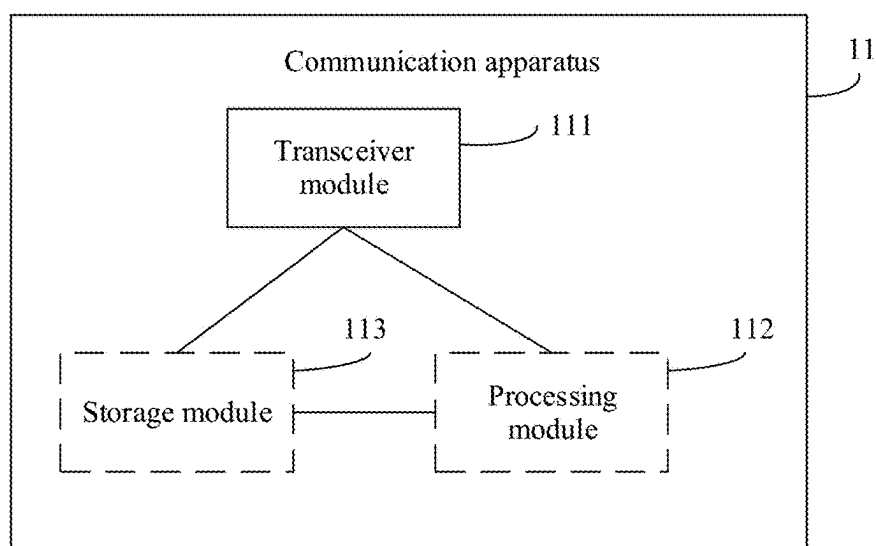 Communication apparatus
11
Transceiver
module
111
113
112
Storage module
Processing
module